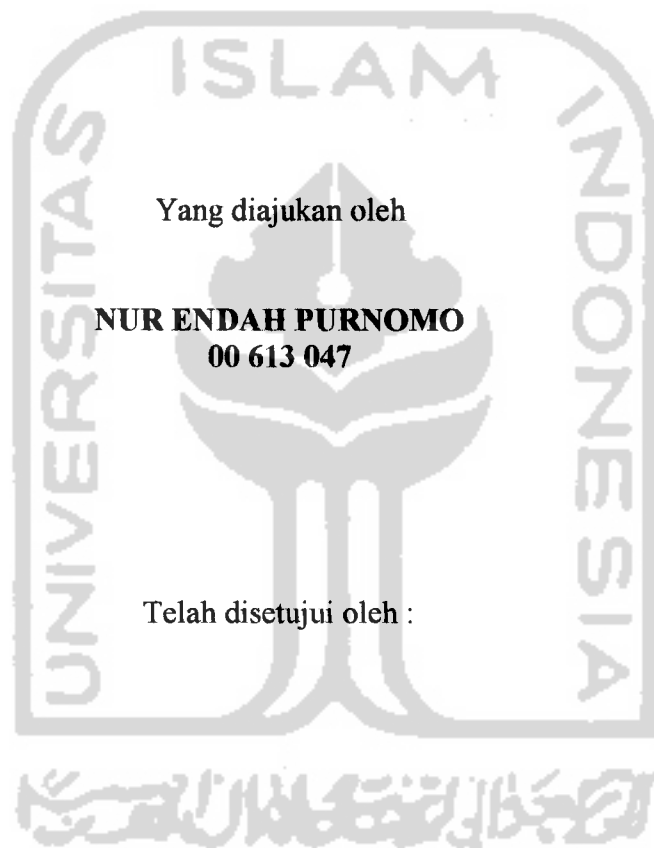 ISLAM
UNIVERSITAS
INDONESIA
Yang diajukan oleh
NUR ENDAH PURNOMO
00 613 047
Telah disetujui oleh :